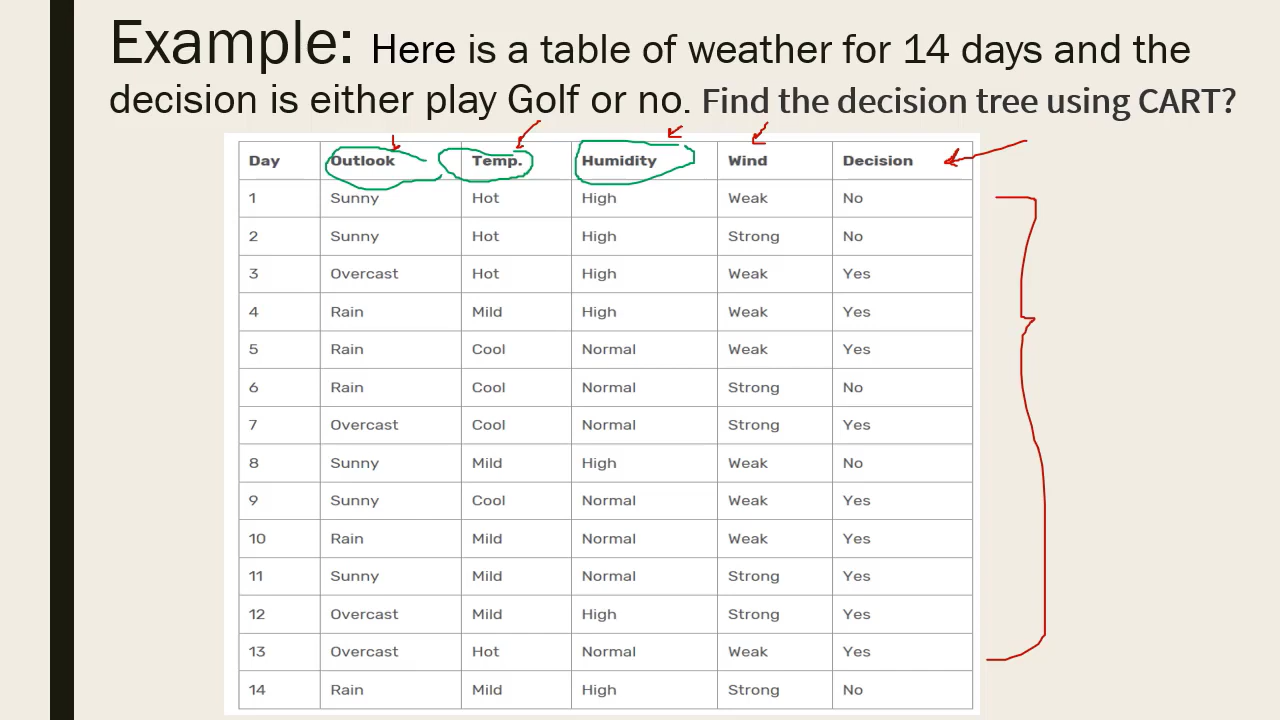 Example: Here is a table of weather for 14 days and the
decision is either play Golf or no. Find the decision tree using CART?
Day Outlook Temp. Humidity Wind Decision
1 Sunny Hot High Weak No
2 Sunny Hot High Strong No
3 Overcast Hot High Weak Yes
4 Rain Mild High Weak Yes
5 Rain Cool Normal Weak Yes
6 Rain Cool Normal Strong No
7 Overcast Cool Normal Strong Yes
8 Sunny Mild High Weak No
9 Sunny Cool Normal Weak Yes
10 Rain Mild Normal Weak Yes
11 Sunny Mild Normal Strong Yes
12 Overcast Mild High Strong Yes
13 Overcast Hot Normal Weak Yes
14 Rain Mild High Strong No